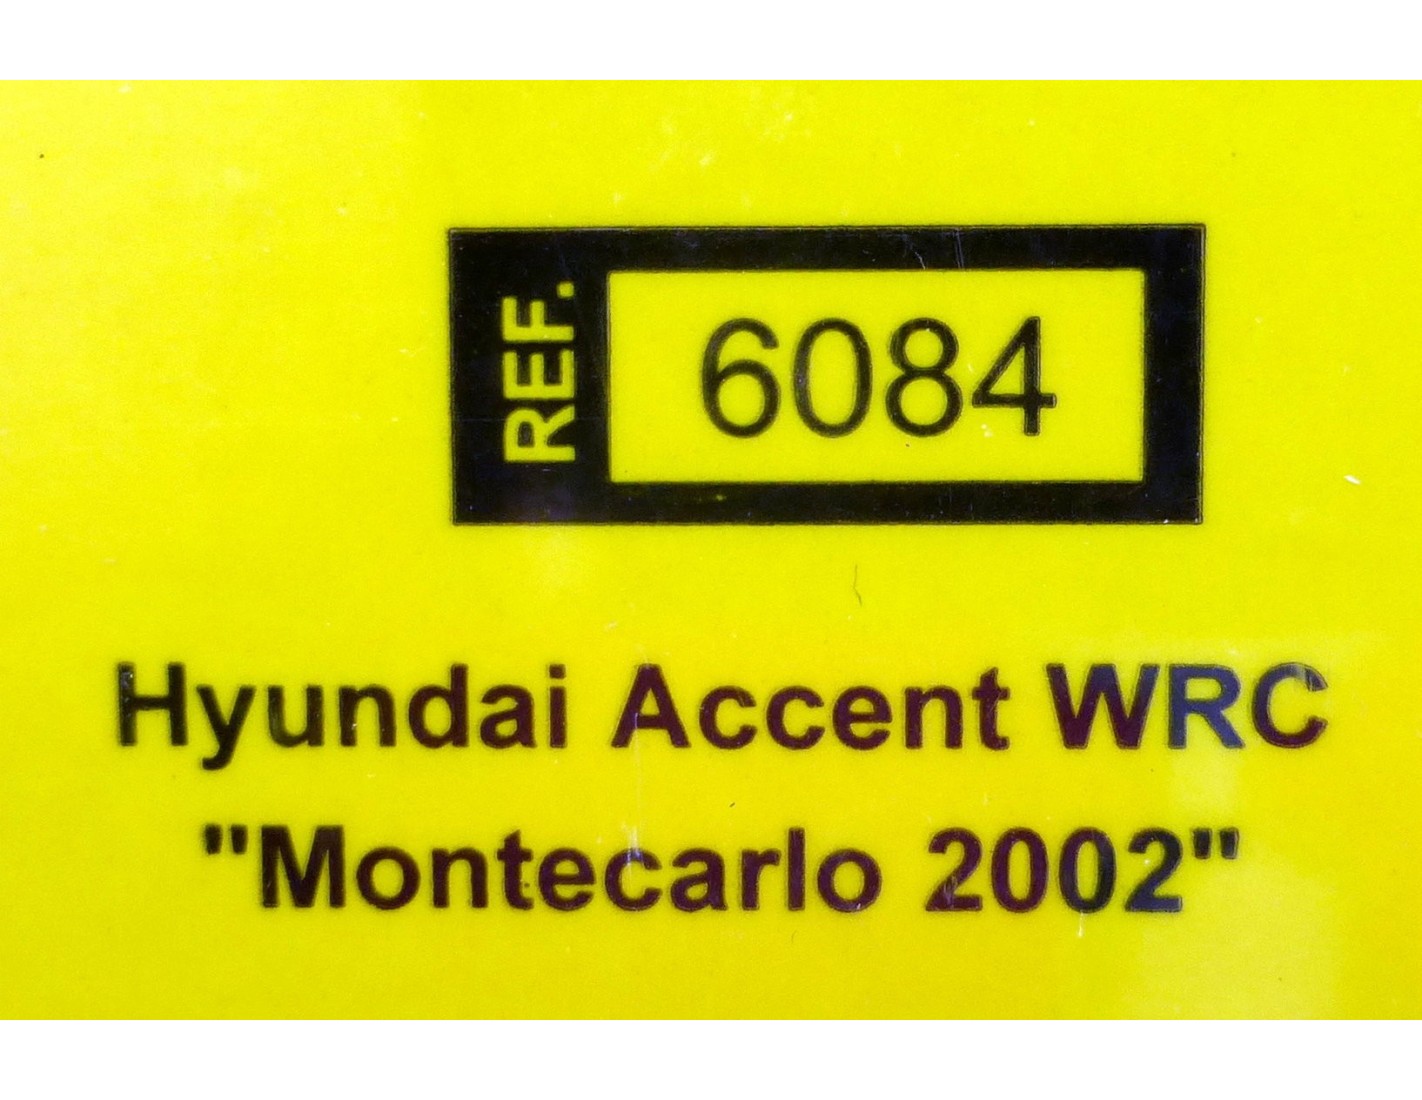 REF. 6084
Hyundai Accent WRC
"Montecarlo 2002"